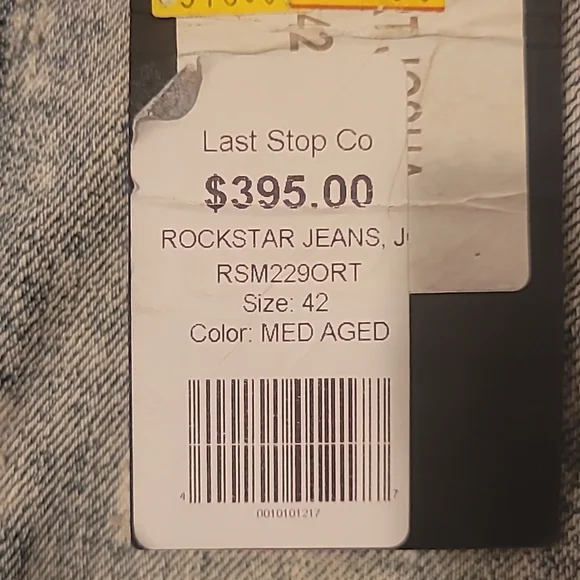 42
Last Stop Co
$395.00
ROCKSTAR JEANS, J
RSM229ORT
Size: 42
Color: MED AGED
4
7
0010101217